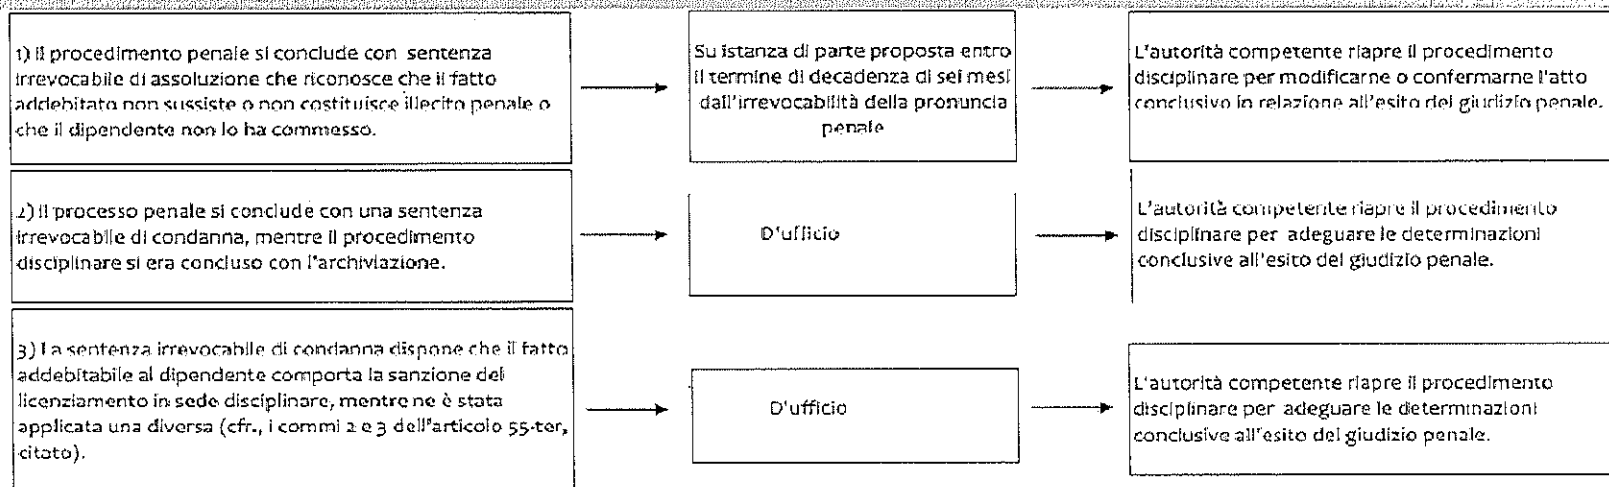 1) Il procedimento penale si conclude con sentenza
irrevocabile di assoluzione che riconosce che il fatto
addebitato non sussiste o non costituisce illecito penale o
che il dipendente non lo ha commesso.
Su istanza di parte proposta entro
il termine di decadenza di sei mesi
dall'irrevocabilità della pronuncia
penale
L'autorità competente riapre il procedimento
disciplinare per modificarne o confermarne l'atto
conclusivo in relazione all'esito del giudizio penale.
2) Il processo penale si conclude con una sentenza
irrevocabile di condanna, mentre il procedimento
disciplinare si era concluso con l'archiviazione.
D'ufficio
L'autorità competente riapre il procedimento
disciplinare per adeguare le determinazioni
conclusive all'esito del giudizio penale.
3) La sentenza irrevocabile di condanna dispone che il fatto
addebitabile al dipendente comporta la sanzione del
licenziamento in sede disciplinare, mentre ne è stata
applicata una diversa (cfr., i commi 2 e 3 dell'articolo 55-ter,
citato).
D'ufficio
L'autorità competente riapre il procedimento
disciplinare per adeguare le determinazioni
conclusive all'esito del giudizio penale.